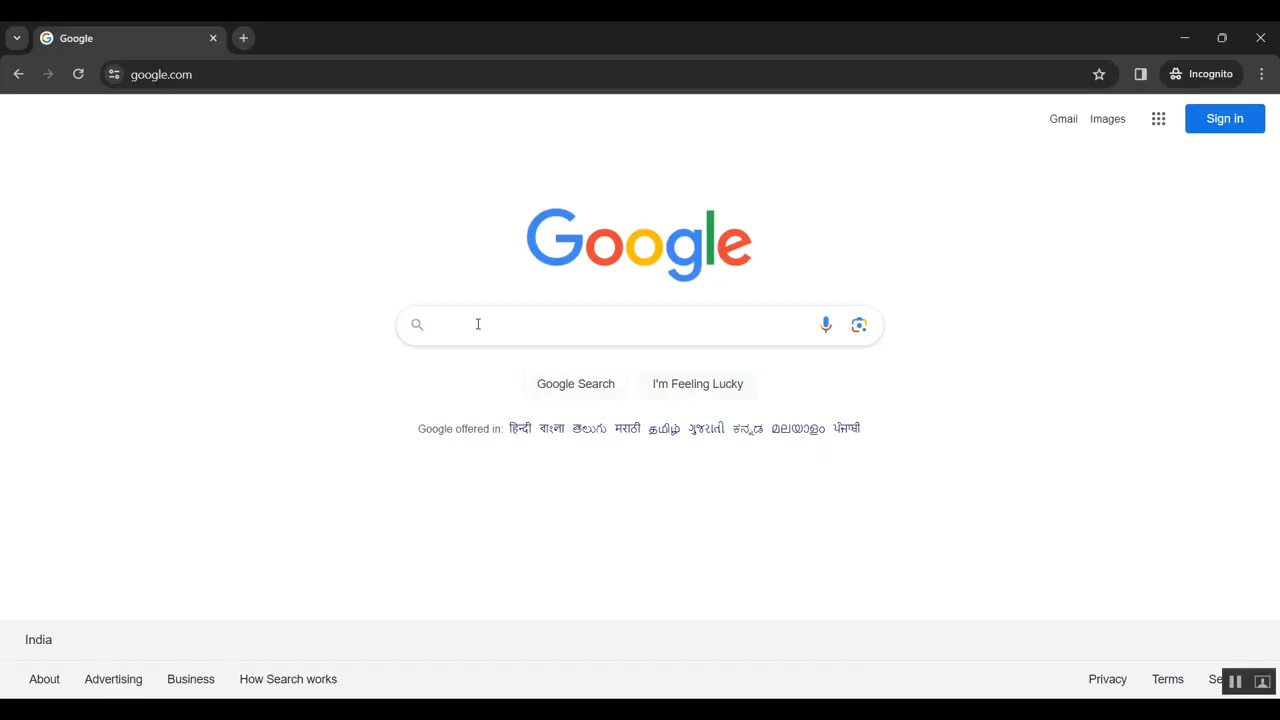 Google
google.com
Incognito
Gmail Images Sign in
Google
Google Search I'm Feeling Lucky
Google offered in: हिन्दी বাংলা తెలుగు मराठी தமிழ் ગુજરાતી ಕನ್ನಡ മലയാളം ਪੰਜਾਬੀ
India
About Advertising Business How Search works Privacy Terms Se